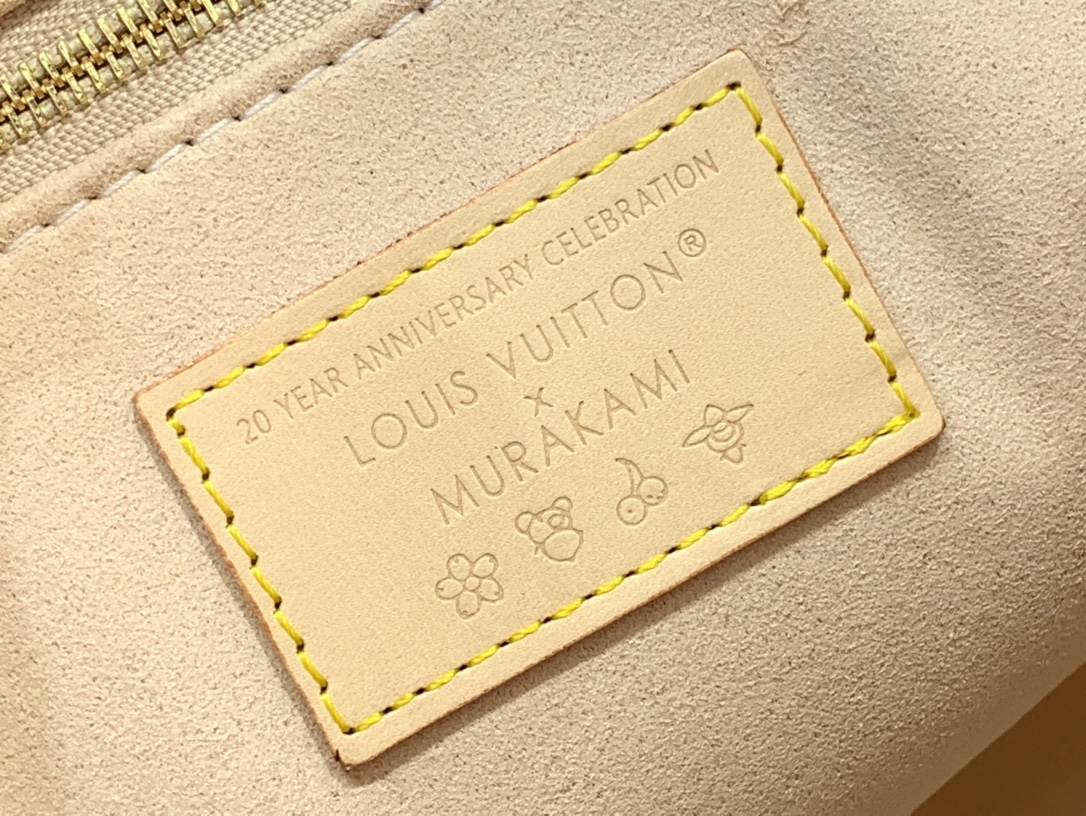 20 YEAR ANNIVERSARY CELEBRATION
LOUIS VUITTON®
x
MURAKAMI